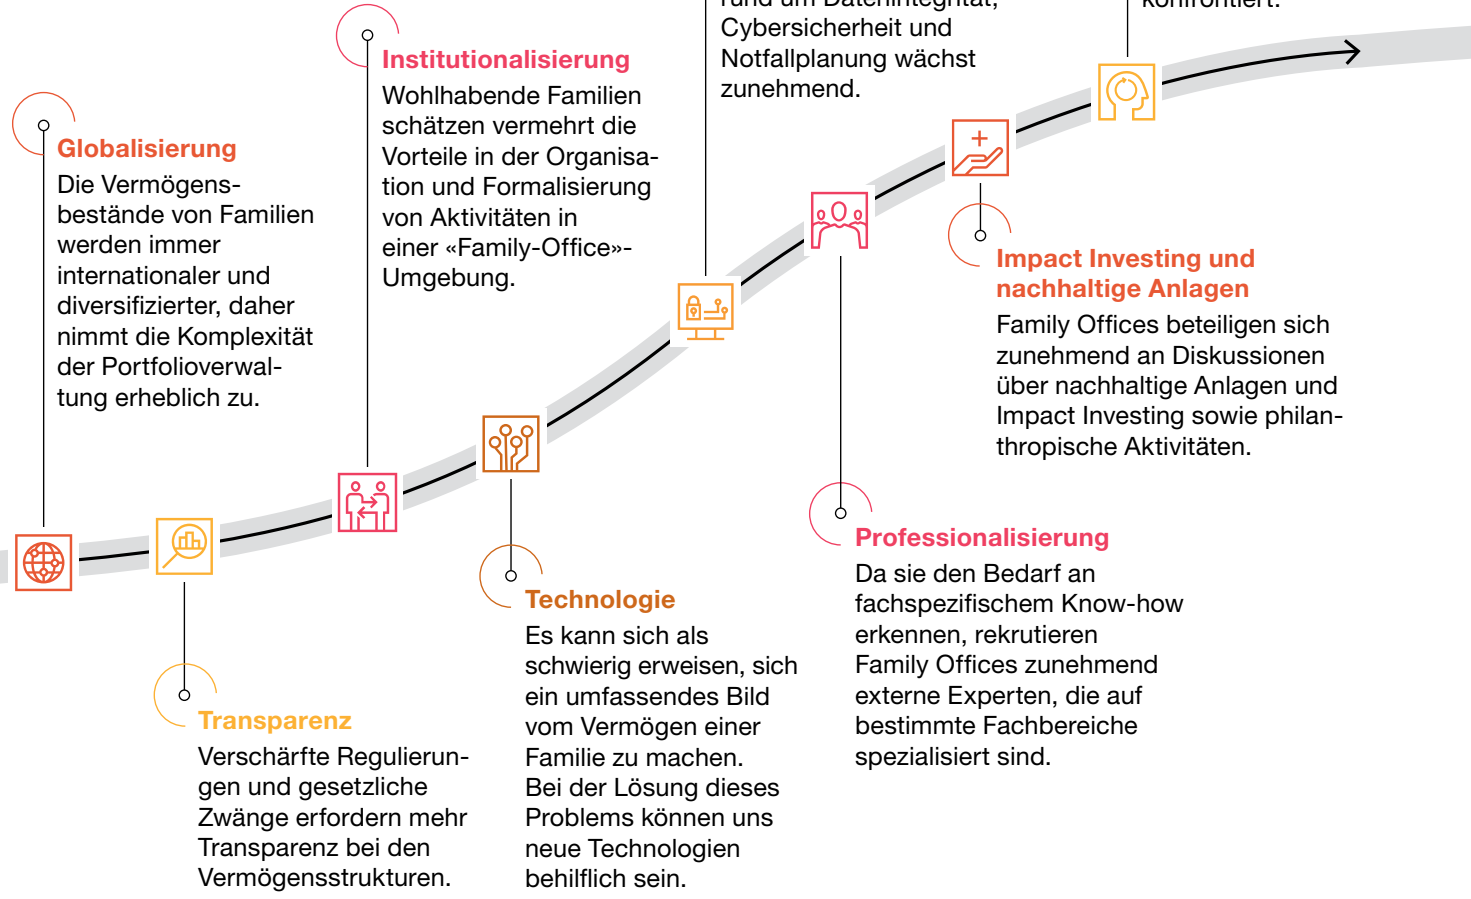 Globalisierung
Die Vermögens-
bestände von Familien
werden immer
internationaler und
diversifizierter, daher
nimmt die Komplexität
der Portfolioverwal-
tung erheblich zu.
Transparenz
Verschärfte Regulierun-
gen und gesetzliche
Zwänge erfordern mehr
Transparenz bei den
Vermögensstrukturen.
Institutionalisierung
Wohlhabende Familien
schätzen vermehrt die
Vorteile in der Organisa-
tion und Formalisierung
von Aktivitäten in
einer «Family-Office»-
Umgebung.
Technologie
Es kann sich als
schwierig erweisen, sich
ein umfassendes Bild
vom Vermögen einer
Familie zu machen.
Bei der Lösung dieses
Problems können uns
neue Technologien
behilflich sein.
rund um Datenintegrität,
Cybersicherheit und
Notfallplanung wächst
zunehmend.
Professionalisierung
Da sie den Bedarf an
fachspezifischem Know-how
erkennen, rekrutieren
Family Offices zunehmend
externe Experten, die auf
bestimmte Fachbereiche
spezialisiert sind.
Impact Investing und
nachhaltige Anlagen
Family Offices beteiligen sich
zunehmend an Diskussionen
über nachhaltige Anlagen und
Impact Investing sowie philan-
thropische Aktivitäten.
konfrontiert.